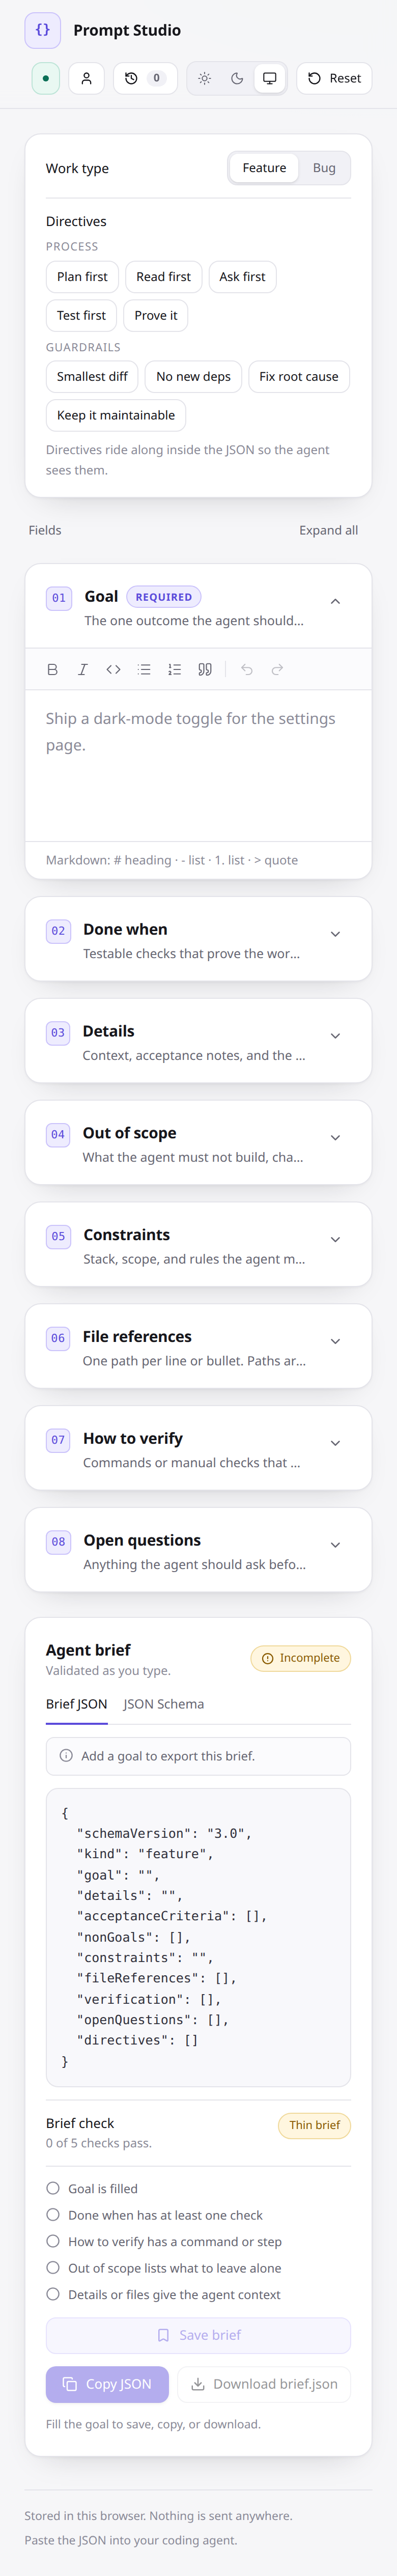 {} Prompt Studio
0
Reset
Work type
Feature
Bug
Directives
PROCESS
Plan first
Read first
Ask first
Test first
Prove it
GUARDRAILS
Smallest diff
No new deps
Fix root cause
Keep it maintainable
Directives ride along inside the JSON so the agent
sees them.
Fields
Expand all
01 Goal REQUIRED
The one outcome the agent should...
Ship a dark-mode toggle for the settings
page.
Markdown: # heading · - list · 1. list · > quote
02 Done when
Testable checks that prove the wor...
03 Details
Context, acceptance notes, and the ...
04 Out of scope
What the agent must not build, cha...
05 Constraints
Stack, scope, and rules the agent m...
06 File references
One path per line or bullet. Paths ar...
07 How to verify
Commands or manual checks that ...
08 Open questions
Anything the agent should ask befo...
Agent brief
Validated as you type.
Incomplete
Brief JSON
JSON Schema
Add a goal to export this brief.
{
"schemaVersion": "3.0",
"kind": "feature",
"goal": "",
"details": "",
"acceptanceCriteria": [],
"nonGoals": [],
"constraints": "",
"fileReferences": [],
"verification": [],
"openQuestions": [],
"directives": []
}
Brief check
0 of 5 checks pass.
Thin brief
Goal is filled
Done when has at least one check
How to verify has a command or step
Out of scope lists what to leave alone
Details or files give the agent context
Save brief
Copy JSON
Download brief.json
Fill the goal to save, copy, or download.
Stored in this browser. Nothing is sent anywhere.
Paste the JSON into your coding agent.